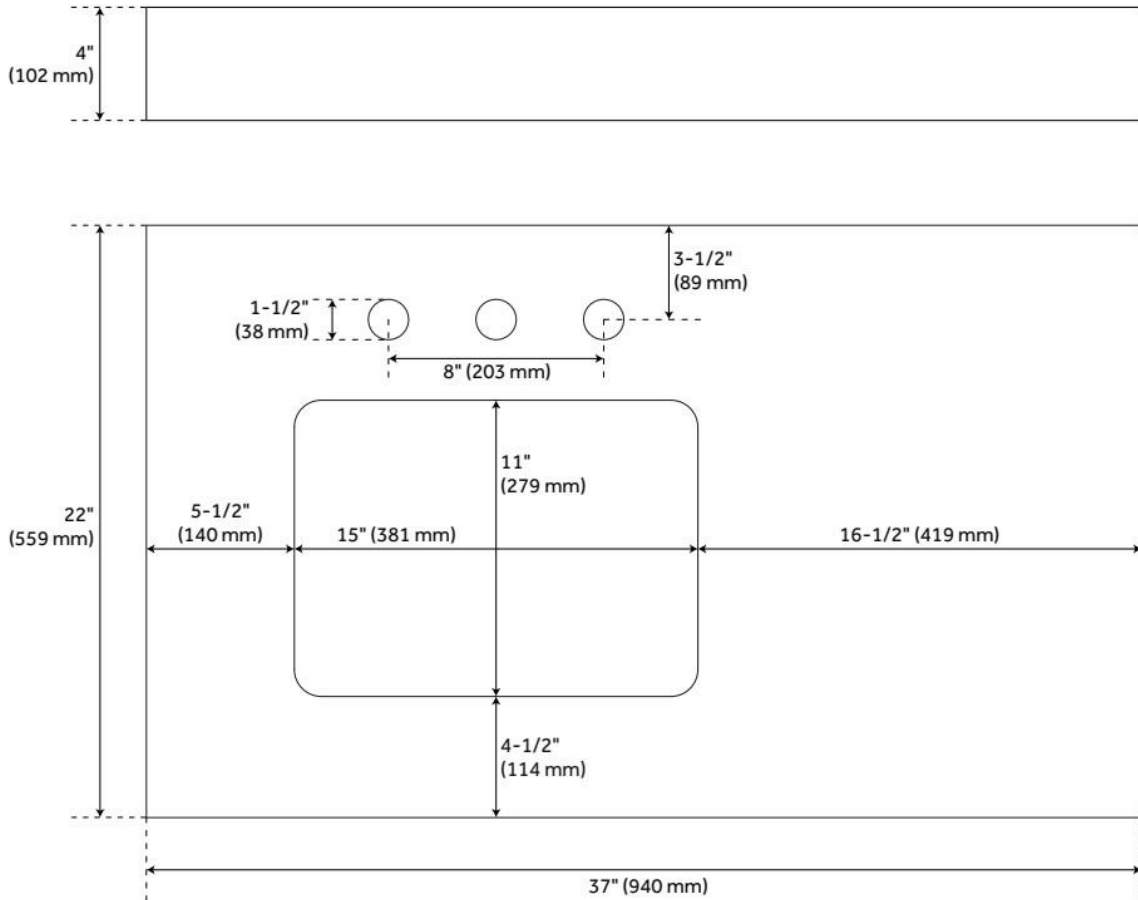 4"
(102 mm)
3-1/2"
(89 mm)
1-1/2"
(38 mm)
8" (203 mm)
11"
(279 mm)
22"
(559 mm)
5-1/2"
(140 mm)
15" (381 mm)
16-1/2" (419 mm)
4-1/2"
(114 mm)
37" (940 mm)